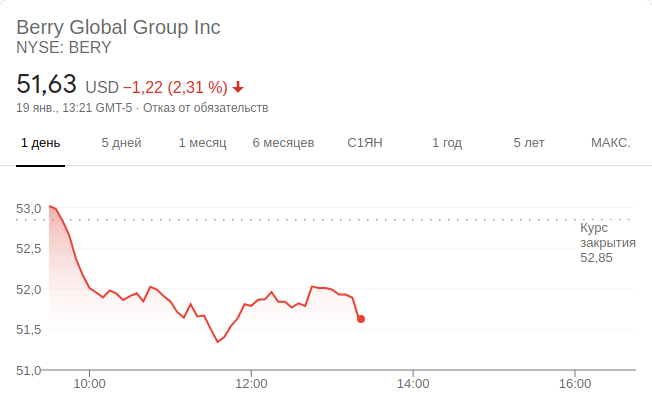 Berry Global Group Inc
NYSE: BERY
51,63 USD −1,22 (2,31 %)
19 янв., 13:21 GMT-5 · Отказ от обязательств
1 день 5 дней 1 месяц 6 месяцев С1ЯН 1 год 5 лет МАКС.
53,0
Курс
закрытия
52,85
52,5
52,0
51,5
51,0
10:00 12:00 14:00 16:00